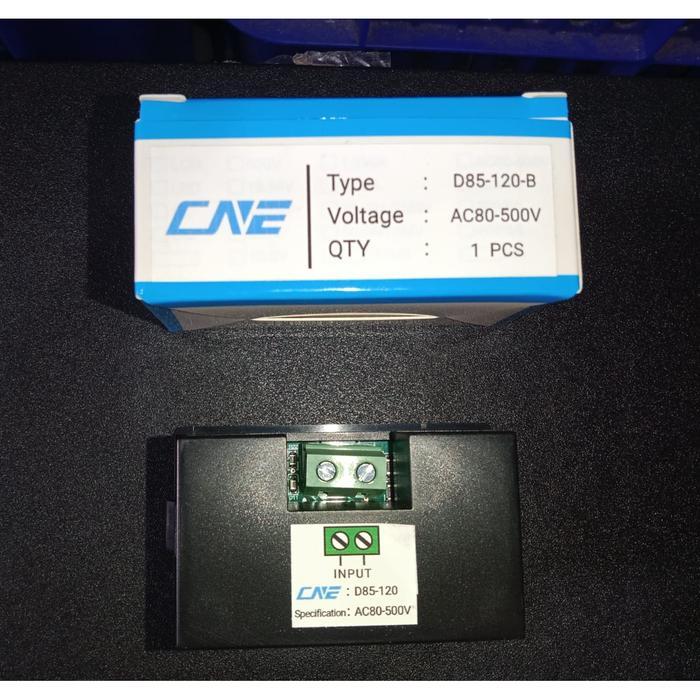 CNE
Type : D85-120-B
Voltage : AC80-500V
QTY : 1 PCS
INPUT
CNE : D85-120
Specification: AC80-500V